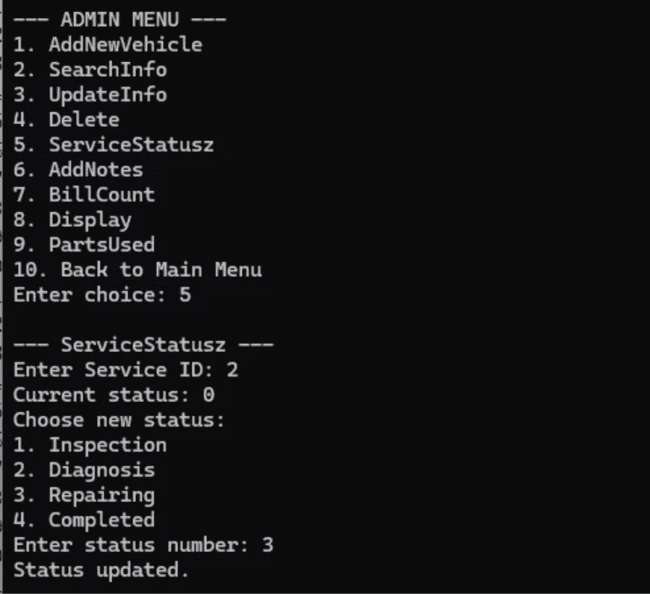 --- ADMIN MENU ---
1. AddNewVehicle
2. SearchInfo
3. UpdateInfo
4. Delete
5. ServiceStatusz
6. AddNotes
7. BillCount
8. Display
9. PartsUsed
10. Back to Main Menu
Enter choice: 5
--- ServiceStatusz ---
Enter Service ID: 2
Current status: 0
Choose new status:
1. Inspection
2. Diagnosis
3. Repairing
4. Completed
Enter status number: 3
Status updated.